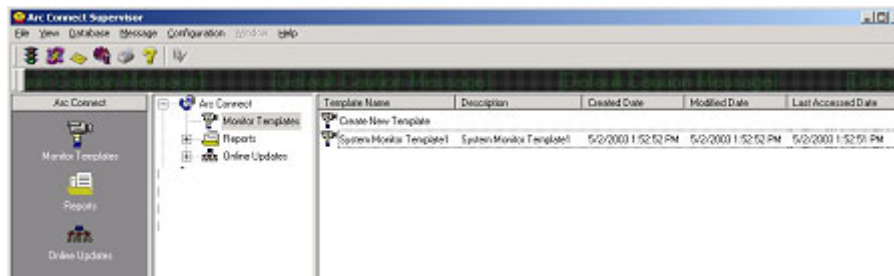 Arc Connect Supervisor
File View Database Message Configuration Window Help
[Default Caption Message]
Arc Connect
Monitor Templates
Reports
Online Updates
Arc Connect
Monitor Templates
Reports
Online Updates
Template Name Description Created Date Modified Date Last Accessed Date
Create New Template
System Monitor Template1 System Monitor Template1 5/2/2003 1:52:52 PM 5/2/2003 1:52:52 PM 5/2/2003 1:52:51 PM